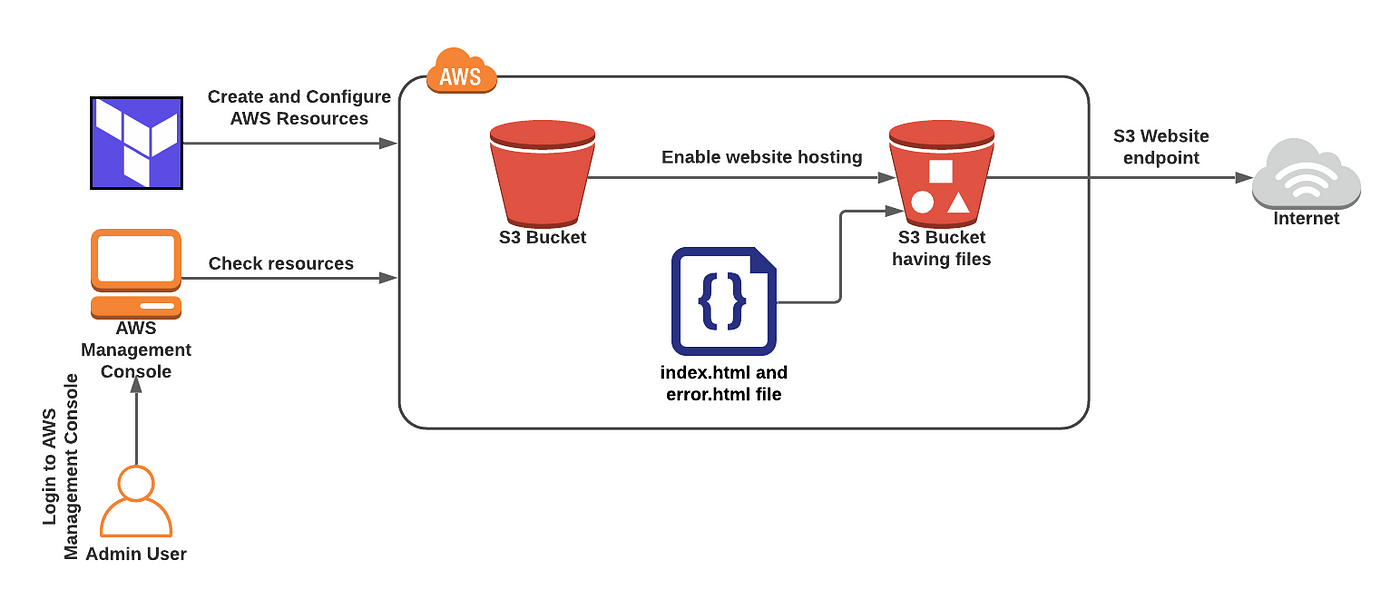 AWS
Create and Configure
AWS Resources
Enable website hosting
S3 Website
endpoint
S3 Bucket
S3 Bucket
having files
Internet
Check resources
AWS
Management
Console
index.html and
error.html file
Login to AWS
Management Console
Admin User